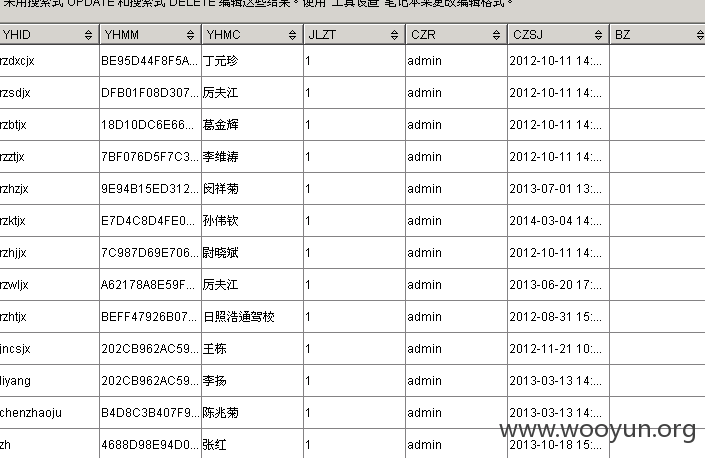 采用搜索式 UPDATE 和搜索式 DELETE 编辑这些结果。使用"工具设置"笔记本来更改编辑格式。
YHID YHMM YHMC JLZT CZR CZSJ BZ
rzdxcjx BE95D44F8F5A... 丁元珍 1 admin 2012-10-11 14:...
rzsdjx DFB01F08D307... 厉夫江 1 admin 2012-10-11 14:...
rzbtjx 18D10DC6E66... 葛金辉 1 admin 2012-10-11 14:...
rzztjx 7BF076D5F7C3... 李维涛 1 admin 2012-10-11 14:...
rzhzjx 9E94B15ED312... 闵祥菊 1 admin 2013-07-01 13:...
rzktjx E7D4C8D4FE0... 孙伟钦 1 admin 2014-03-04 14:...
rzhjjx 7C987D69E706... 尉晓斌 1 admin 2012-10-11 14:...
rzwljx A62178A8E59F... 厉夫江 1 admin 2013-06-20 17:...
rzhtjx BEFF47926B07... 日照浩通驾校 1 admin 2012-08-31 15:...
jncsjx 202CB962AC59... 王栋 1 admin 2012-11-21 10:...
liyang 202CB962AC59... 李扬 1 admin 2013-03-13 14:...
chenzhaoju B4D8C3B407F9... 陈兆菊 1 admin 2013-03-13 14:...
zh 4688D98E94D0... 张红 1 admin 2013-10-18 15:...
www.wooyun.org